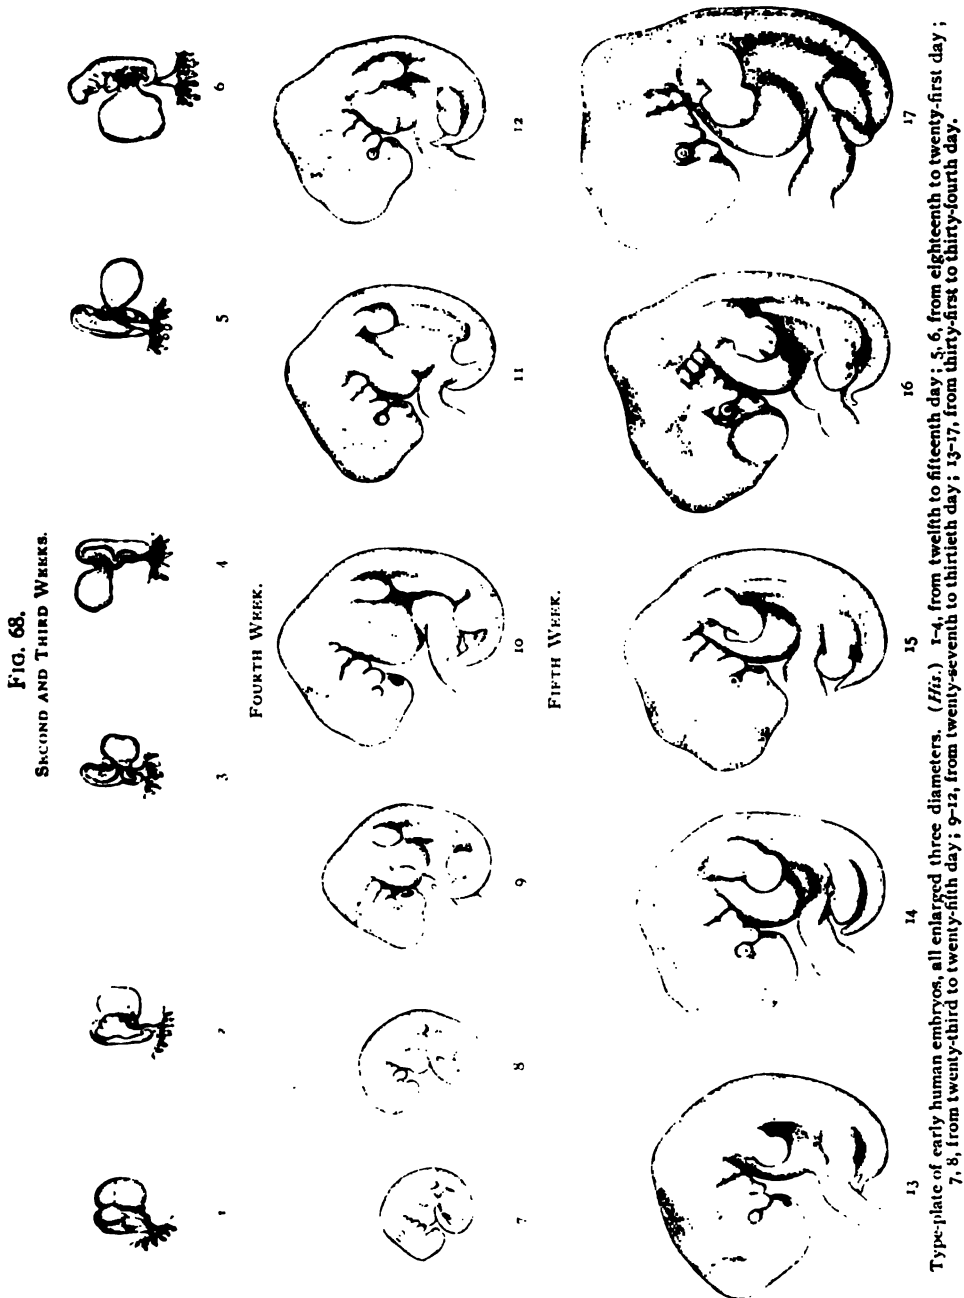 FIG. 68.
SECOND AND THIRD WEEKS.
1 2 3 4 5 6
FOURTH WEEK.
7 8 9 10 11 12
FIFTH WEEK.
13 14 15 16 17
Type-plate of early human embryos, all enlarged three diameters. (His.) 1-4, from twelfth to fifteenth day; 5, 6, from eighteenth to twenty-first day;
7, 8, from twenty-third to twenty-fifth day; 9-12, from twenty-seventh to thirtieth day; 13-17, from thirty-first to thirty-fourth day.